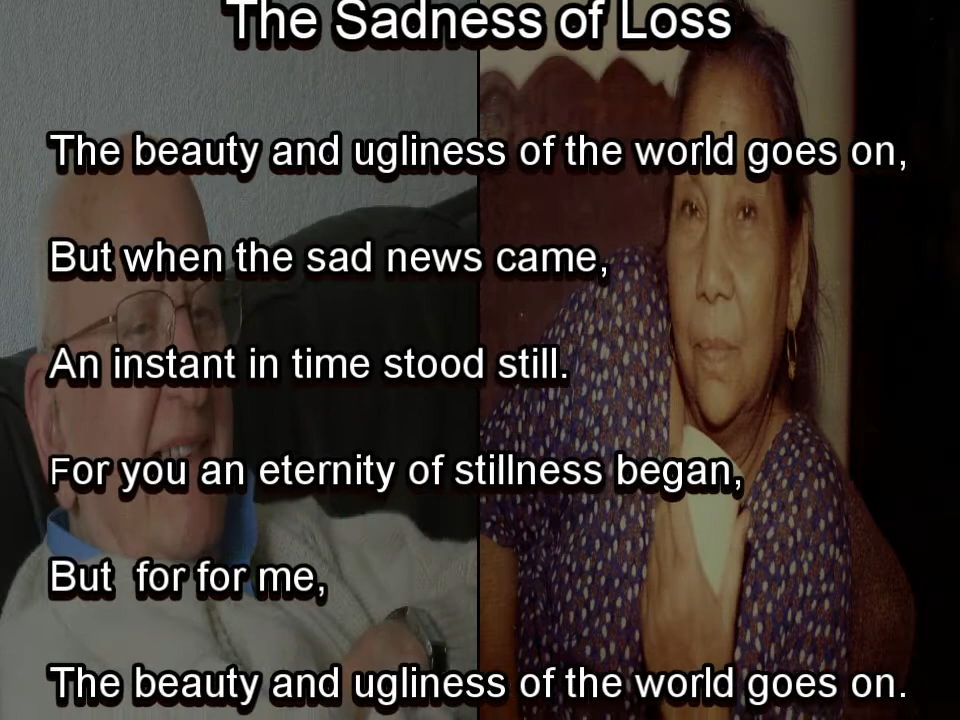 The Sadness of Loss
The beauty and ugliness of the world goes on,
But when the sad news came,
An instant in time stood still.
For you an eternity of stillness began,
But for for me,
The beauty and ugliness of the world goes on.